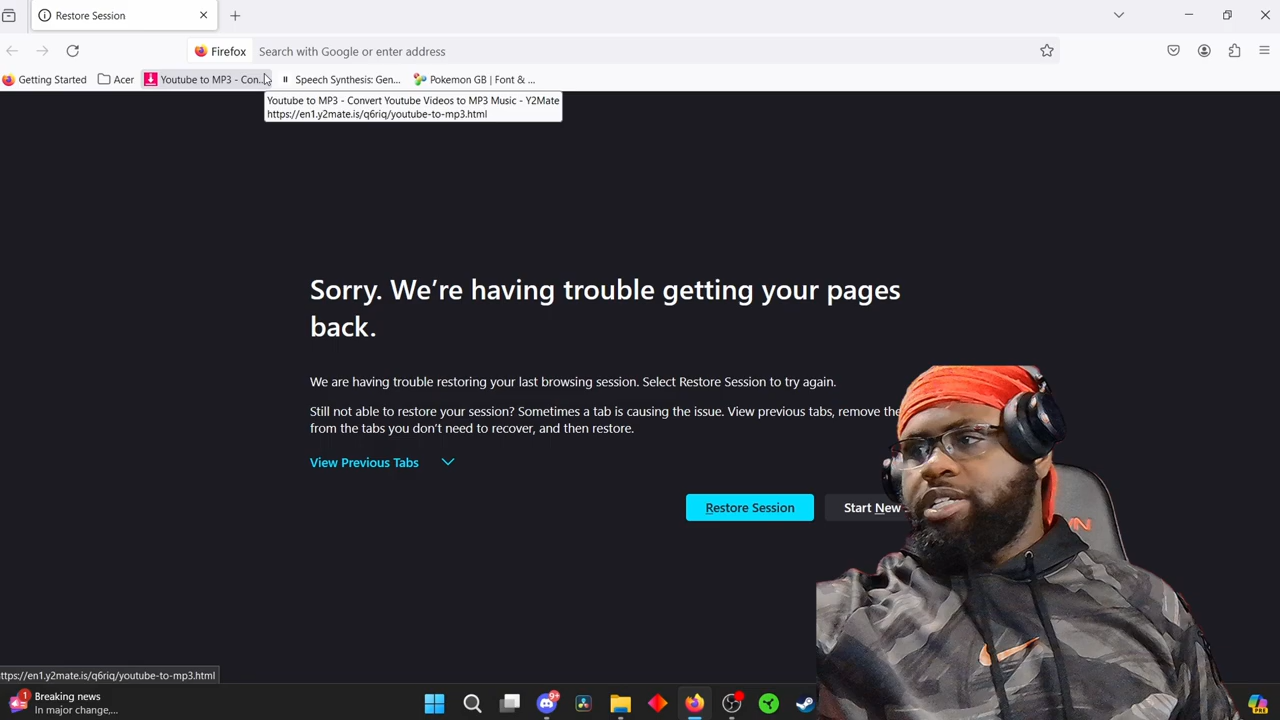 Restore Session
Firefox
Search with Google or enter address
Getting Started
Acer
Youtube to MP3 - Con...
Speech Synthesis: Gen...
Pokemon GB | Font & ...
Youtube to MP3 - Convert Youtube Videos to MP3 Music - Y2Mate
https://en1.y2mate.is/q6riq/youtube-to-mp3.html
Sorry. We're having trouble getting your pages
back.
We are having trouble restoring your last browsing session. Select Restore Session to try again.
Still not able to restore your session? Sometimes a tab is causing the issue. View previous tabs, remove the
from the tabs you don't need to recover, and then restore.
View Previous Tabs
Restore Session
Start New
ttps://en1.y2mate.is/q6riq/youtube-to-mp3.html
1
Breaking news
In major change,...
9+
PRE